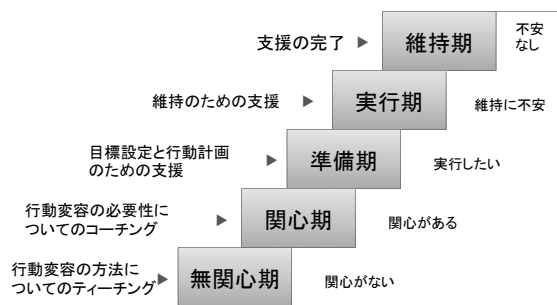 支援の完了 ▶ 維持期 不安
なし
維持のための支援 ▶ 実行期 維持に不安
目標設定と行動計画
のための支援 ▶ 準備期 実行したい
行動変容の必要性に
ついてのコーチング ▶ 関心期 関心がある
行動変容の方法に
ついてのティーチング ▶ 無関心期 関心がない